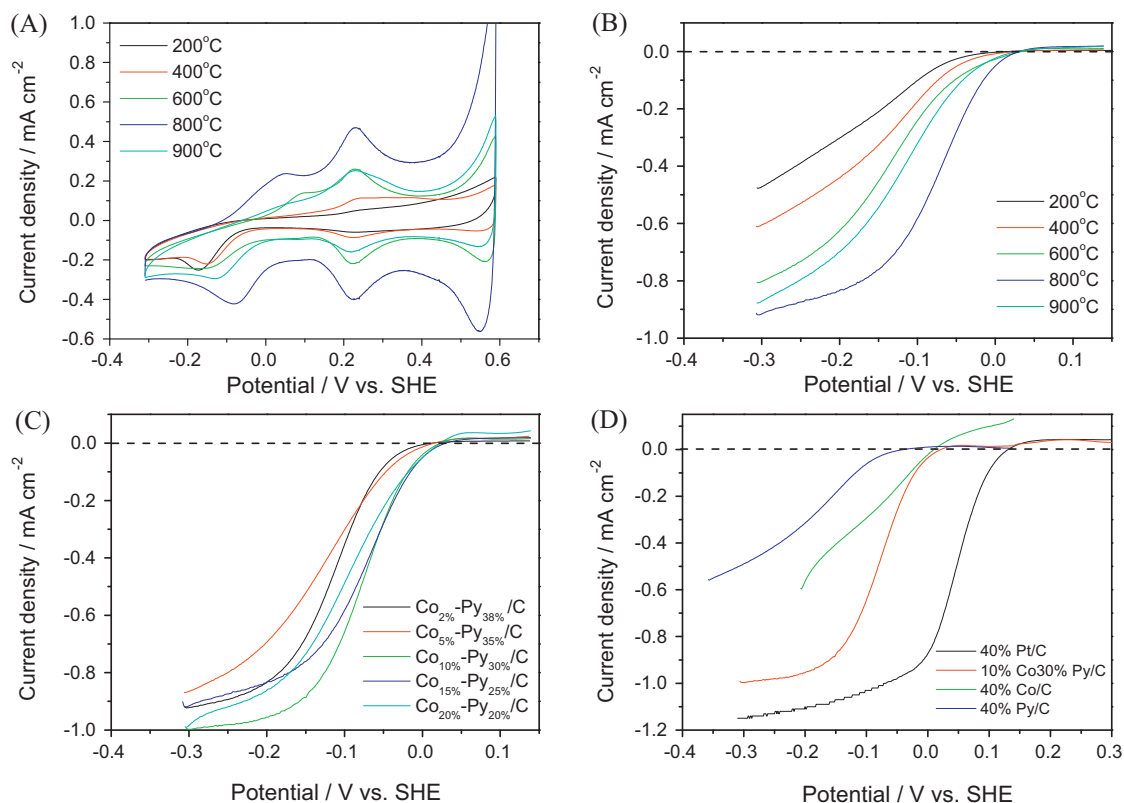 (A)
200°C
400°C
600°C
800°C
900°C
1.0
0.8
0.6
0.4
0.2
0.0
-0.2
-0.4
-0.6
Current density / mA cm⁻²
-0.4 -0.2 0.0 0.2 0.4 0.6
Potential / V vs. SHE
(B)
0.0
-0.2
-0.4
-0.6
-0.8
-1.0
Current density / mA cm⁻²
200°C
400°C
600°C
800°C
900°C
-0.4 -0.3 -0.2 -0.1 0.0 0.1
Potential / V vs. SHE
(C)
0.0
-0.2
-0.4
-0.6
-0.8
-1.0
Current density / mA cm⁻²
Co2%-Py38%/C
Co5%-Py35%/C
Co10%-Py30%/C
Co15%-Py25%/C
Co20%-Py20%/C
-0.4 -0.3 -0.2 -0.1 0.0 0.1
Potential / V vs. SHE
(D)
0.0
-0.2
-0.4
-0.6
-0.8
-1.0
-1.2
Current density / mA cm⁻²
40% Pt/C
10% Co30% Py/C
40% Co/C
40% Py/C
-0.4 -0.3 -0.2 -0.1 0.0 0.1 0.2 0.3
Potential / V vs. SHE